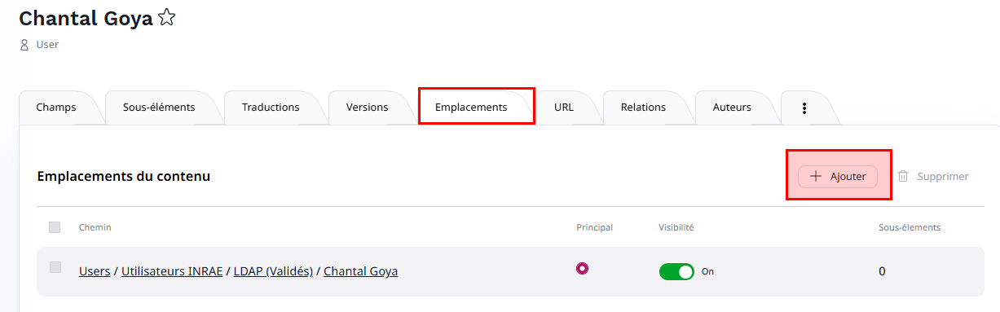 Chantal Goya
User
Champs Sous-éléments Traductions Versions Emplacements URL Relations Auteurs
Emplacements du contenu Ajouter Supprimer
Chemin Principal Visibilité Sous-élements
Users / Utilisateurs INRAE / LDAP (Validés) / Chantal Goya On 0